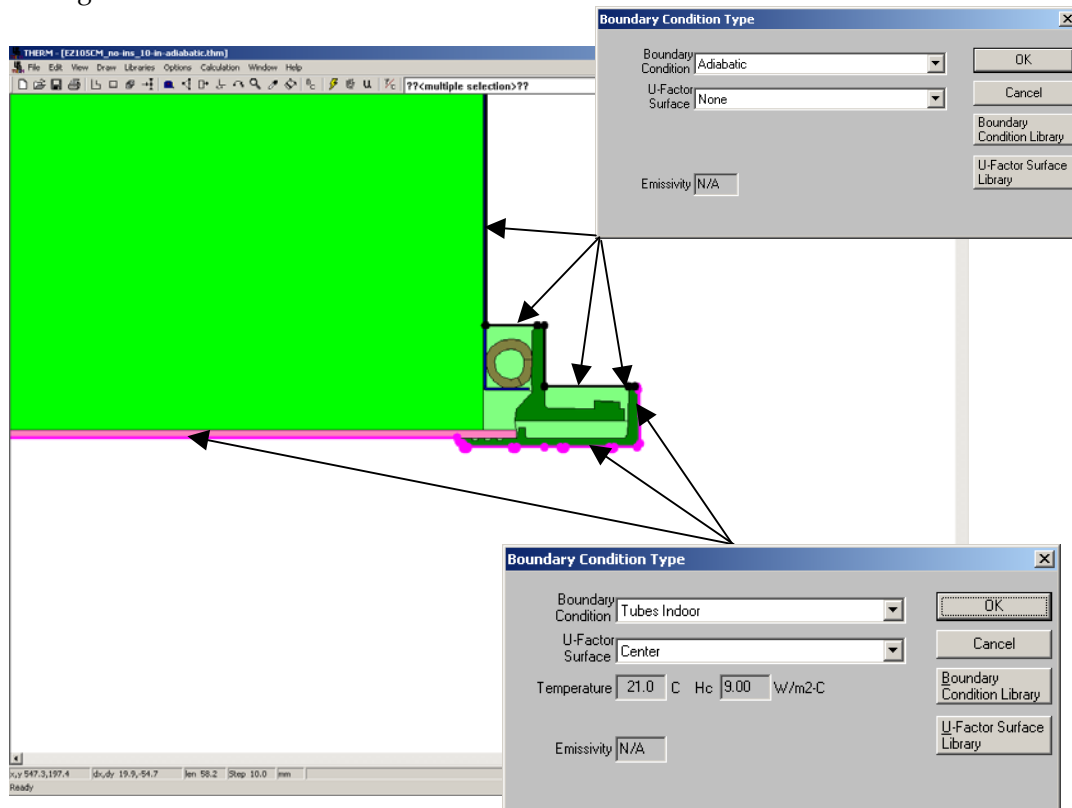 THERM - [EZ10SCM_no-ins_10-in-adiabatic.thm]
File Edit View Draw Libraries Options Calculation Window Help
??<multiple selection>??
Boundary Condition Type
Boundary
Condition
Adiabatic
U-Factor
Surface
None
Emissivity N/A
OK
Cancel
Boundary
Condition Library
U-Factor Surface
Library
Boundary Condition Type
Boundary
Condition
Tubes Indoor
U-Factor
Surface
Center
Temperature 21.0 C Hc 9.00 W/m2-C
Emissivity N/A
OK
Cancel
Boundary
Condition Library
U-Factor Surface
Library
x,y 547.3,197.4 dx,dy 19.9,-54.7 len 58.2 Step 10.0 mm
Ready